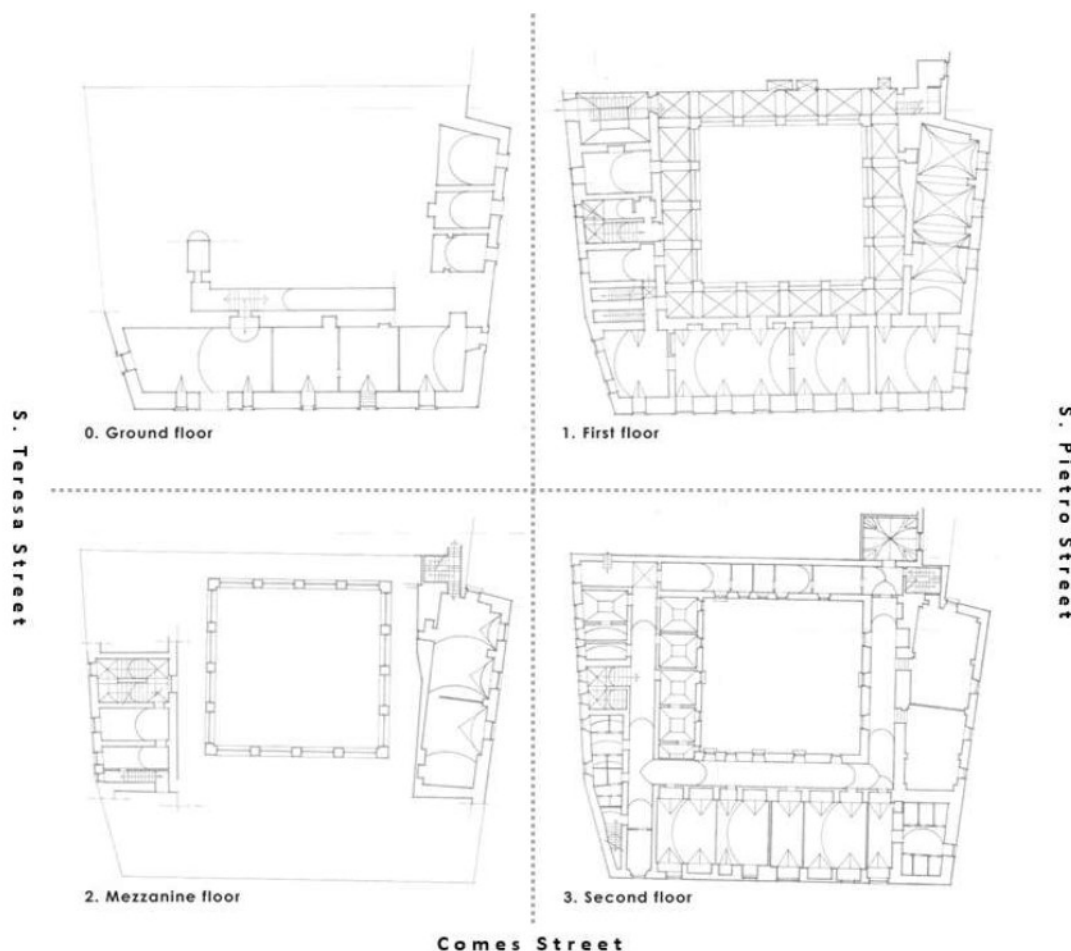 0. Ground floor
1. First floor
S. Teresa Street
S. Pietro Street
2. Mezzanine floor
3. Second floor
Comes Street